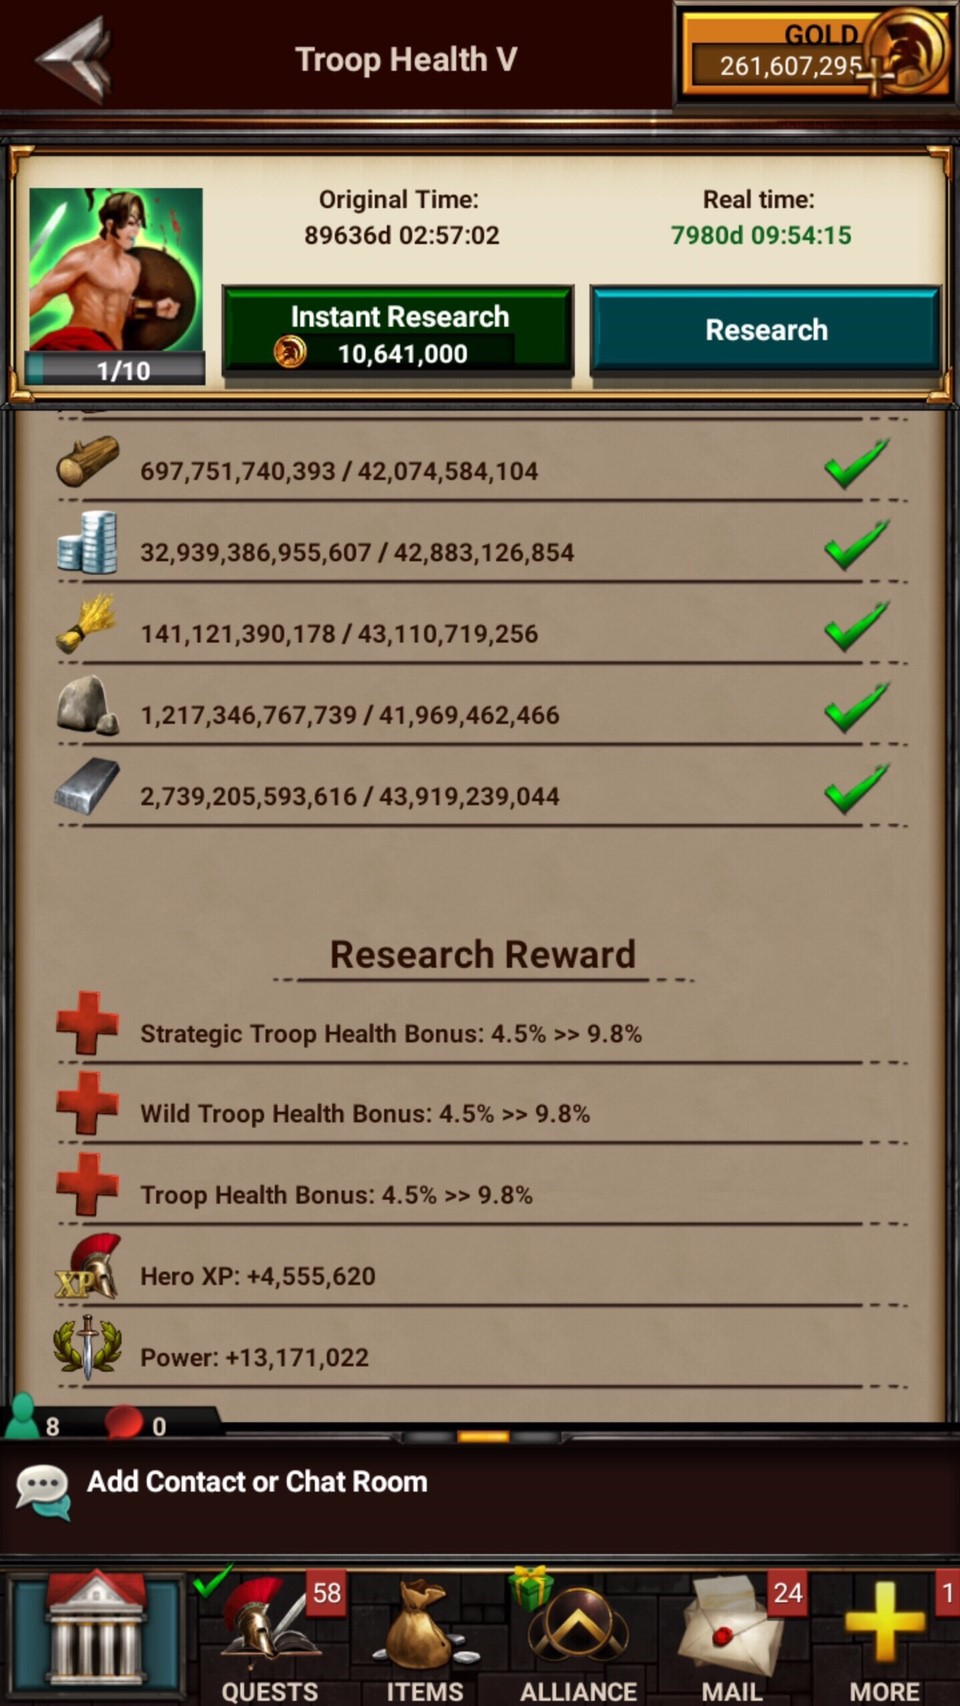 Troop Health V
GOLD
261,607,295
Original Time:
89636d 02:57:02
Real time:
7980d 09:54:15
Instant Research
10,641,000
Research
1/10
697,751,740,393 / 42,074,584,104
32,939,386,955,607 / 42,883,126,854
141,121,390,178 / 43,110,719,256
1,217,346,767,739 / 41,969,462,466
2,739,205,593,616 / 43,919,239,044
Research Reward
Strategic Troop Health Bonus: 4.5% >> 9.8%
Wild Troop Health Bonus: 4.5% >> 9.8%
Troop Health Bonus: 4.5% >> 9.8%
XP
Hero XP: +4,555,620
Power: +13,171,022
8
0
Add Contact or Chat Room
58
24
1
QUESTS
ITEMS
ALLIANCE
MAIL
MORE